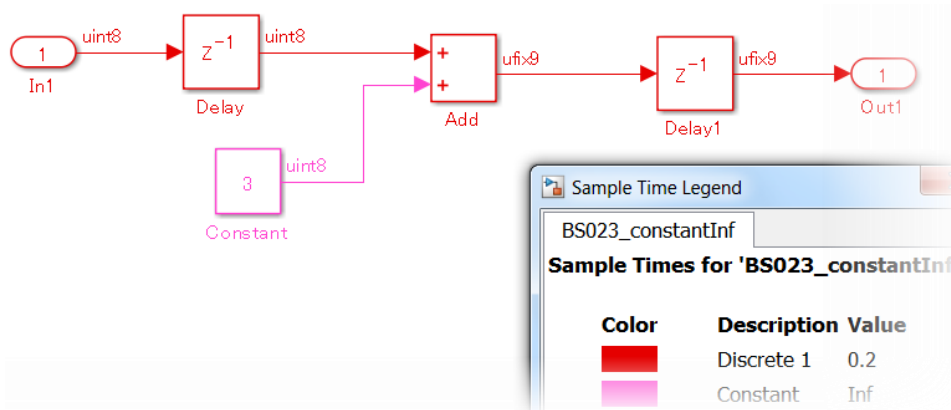 1
In1
uint8
Z-1
Delay
uint8
+
+
Add
ufix9
Z-1
Delay1
ufix9
1
Out1
3
Constant
uint8
Sample Time Legend
BS023_constantInf
Sample Times for 'BS023_constantInf
Color Description Value
Discrete 1 0.2
Constant Inf